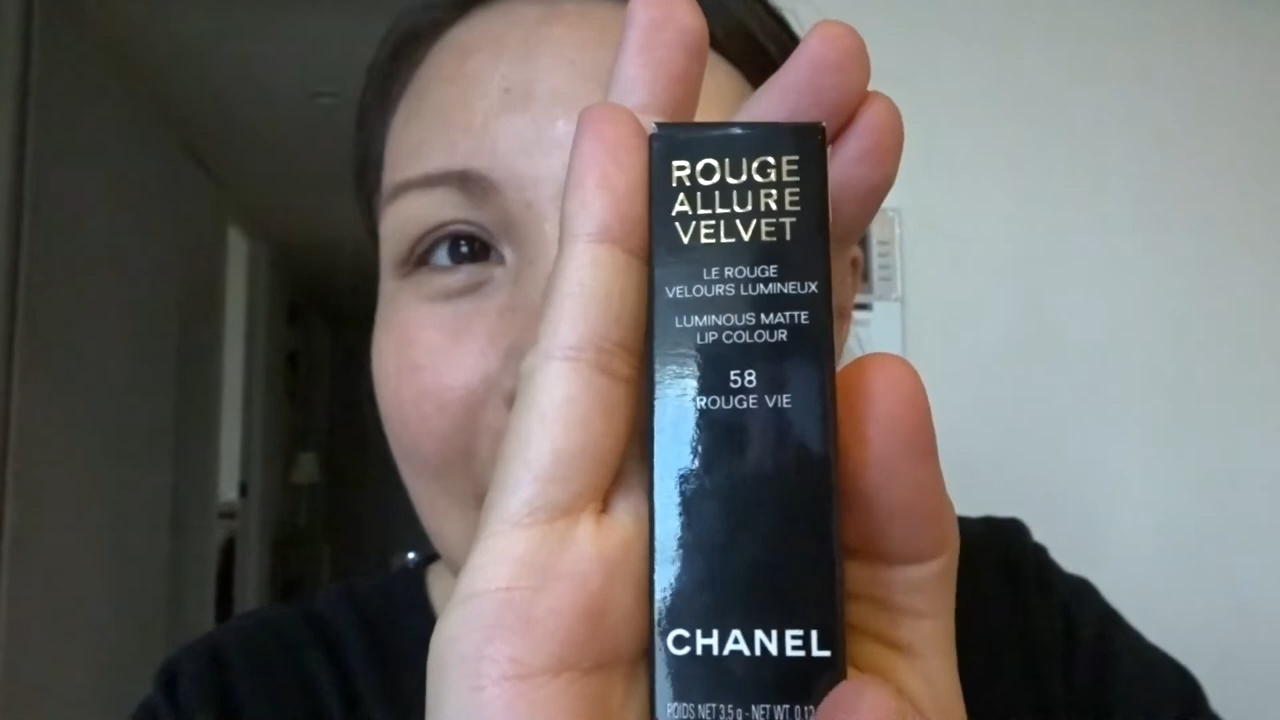 ROUGE
ALLURE
VELVET
LE ROUGE
VELOURS LUMINEUX
LUMINOUS MATTE
LIP COLOUR
58
ROUGE VIE
CHANEL
POIDS NET 3.5 g - NET WT.